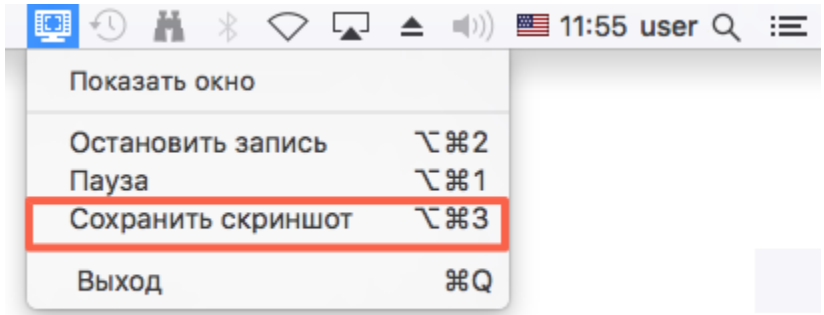 11:55 user
Показать окно
Остановить запись ⌥⌘2
Пауза ⌥⌘1
Сохранить скриншот ⌥⌘3
Выход ⌘Q